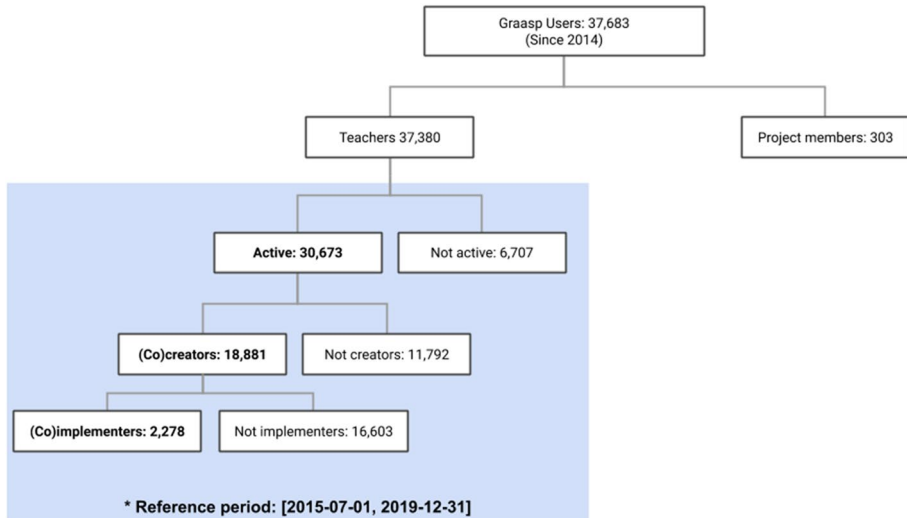 Graasp Users: 37,683
(Since 2014)
Teachers 37,380
Project members: 303
Active: 30,673
Not active: 6,707
(Co)creators: 18,881
Not creators: 11,792
(Co)implementers: 2,278
Not implementers: 16,603
* Reference period: [2015-07-01, 2019-12-31]